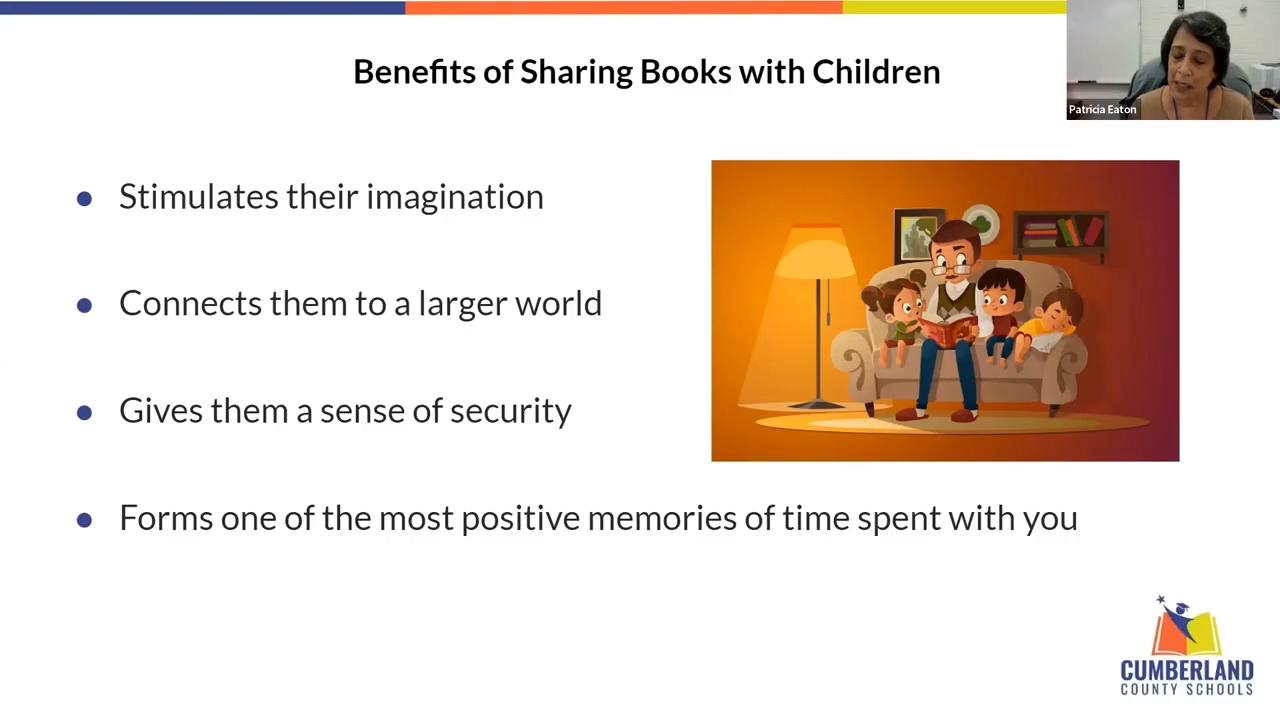 Benefits of Sharing Books with Children
Patricia Eaton
Stimulates their imagination
Connects them to a larger world
Gives them a sense of security
Forms one of the most positive memories of time spent with you
CUMBERLAND
COUNTY SCHOOLS